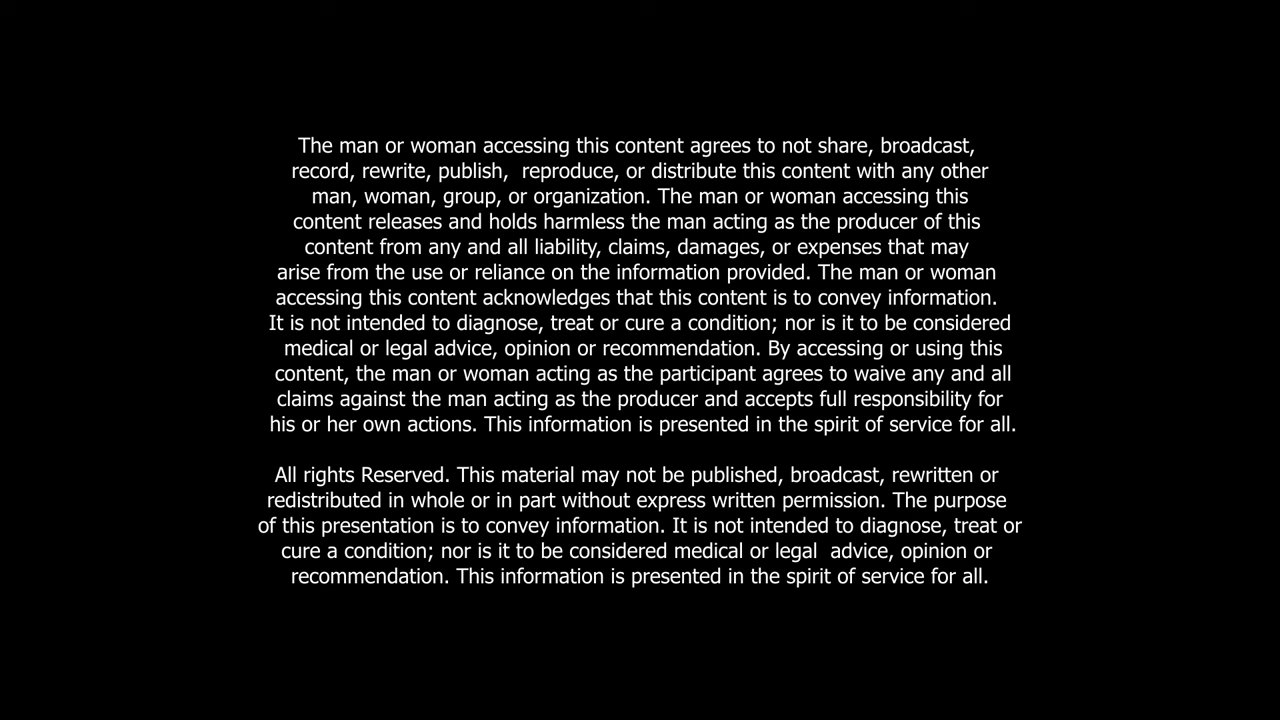 The man or woman accessing this content agrees to not share, broadcast,
record, rewrite, publish,  reproduce, or distribute this content with any other
man, woman, group, or organization. The man or woman accessing this
content releases and holds harmless the man acting as the producer of this
content from any and all liability, claims, damages, or expenses that may
arise from the use or reliance on the information provided. The man or woman
accessing this content acknowledges that this content is to convey information.
It is not intended to diagnose, treat or cure a condition; nor is it to be considered
medical or legal advice, opinion or recommendation. By accessing or using this
content, the man or woman acting as the participant agrees to waive any and all
claims against the man acting as the producer and accepts full responsibility for
his or her own actions. This information is presented in the spirit of service for all.
All rights Reserved. This material may not be published, broadcast, rewritten or
redistributed in whole or in part without express written permission. The purpose
of this presentation is to convey information. It is not intended to diagnose, treat or
cure a condition; nor is it to be considered medical or legal  advice, opinion or
recommendation. This information is presented in the spirit of service for all.